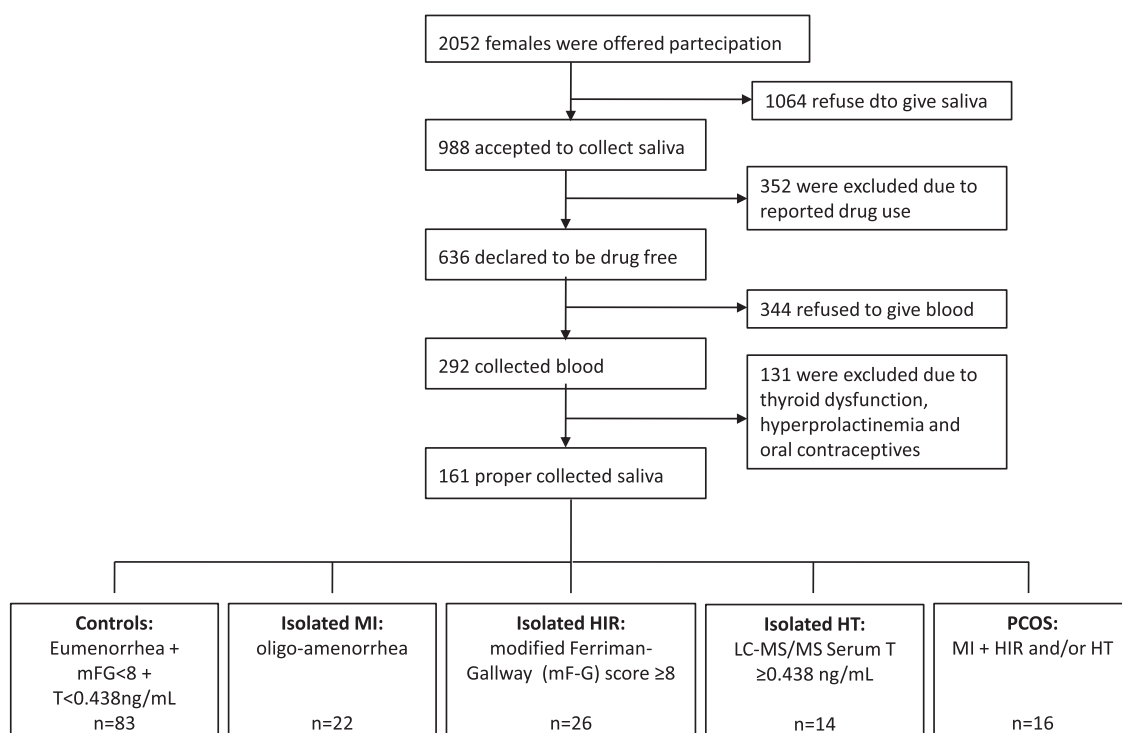 2052 females were offered partecipation
1064 refuse dto give saliva
988 accepted to collect saliva
352 were excluded due to
reported drug use
636 declared to be drug free
344 refused to give blood
292 collected blood
131 were excluded due to
thyroid dysfunction,
hyperprolactinemia and
oral contraceptives
161 proper collected saliva
Controls:
Eumenorrhea +
mFG<8 +
T<0.438ng/mL
n=83
Isolated MI:
oligo-amenorrhea
n=22
Isolated HIR:
modified Ferriman-
Gallway (mF-G) score ≥8
n=26
Isolated HT:
LC-MS/MS Serum T
≥0.438 ng/mL
n=14
PCOS:
MI + HIR and/or HT
n=16